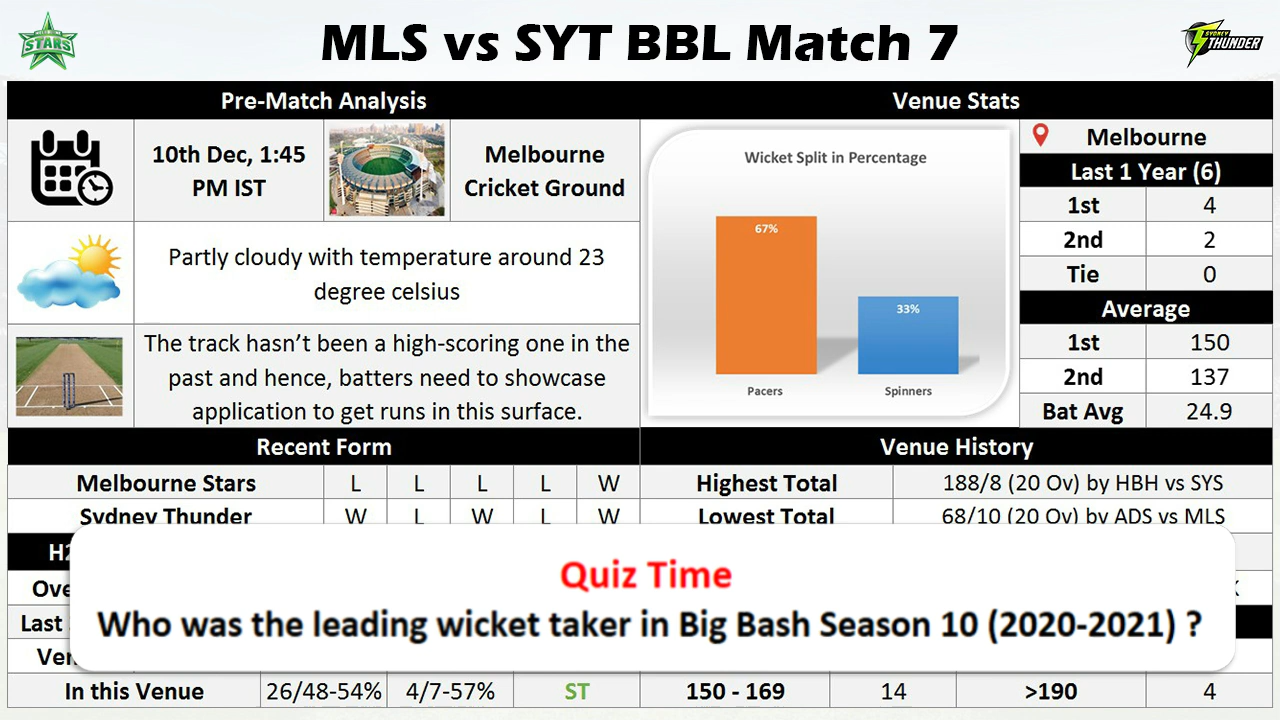 MELBOURNE
STARS
MLS vs SYT BBL Match 7
SYDNEY
THUNDER
Pre-Match Analysis
Venue Stats
10th Dec, 1:45
PM IST
Melbourne
Cricket Ground
Partly cloudy with temperature around 23
degree celsius
The track hasn’t been a high-scoring one in the
past and hence, batters need to showcase
application to get runs in this surface.
Wicket Split in Percentage
67%
33%
Pacers
Spinners
Melbourne
Last 1 Year (6)
1st 4
2nd 2
Tie 0
Average
1st 150
2nd 137
Bat Avg 24.9
Recent Form
Venue History
Melbourne Stars L L L L W
Highest Total 188/8 (20 Ov) by HBH vs SYS
Sydney Thunder W L W L W
Lowest Total 68/10 (20 Ov) by ADS vs MLS
Last
Quiz Time
Who was the leading wicket taker in Big Bash Season 10 (2020-2021) ?
In this Venue 26/48-54% 4/7-57% ST 150 - 169 14 >190 4